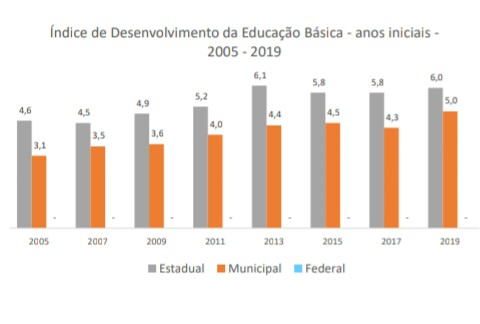 Índice de Desenvolvimento da Educação Básica - anos iniciais -
2005 - 2019
4,6 3,1 -
4,5 3,5 -
4,9 3,6 -
5,2 4,0 -
6,1 4,4 -
5,8 4,5 -
5,8 4,3 -
6,0 5,0 -
2005 2007 2009 2011 2013 2015 2017 2019
Estadual Municipal Federal